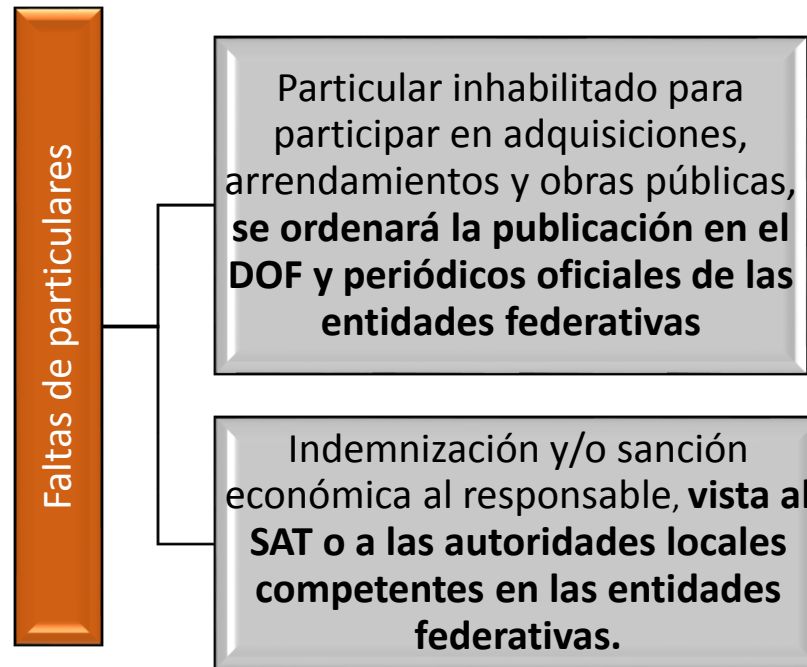 Faltas de particulares
Particular inhabilitado para
participar en adquisiciones,
arrendamientos y obras públicas,
se ordenará la publicación en el
DOF y periódicos oficiales de las
entidades federativas
Indemnización y/o sanción
económica al responsable, vista al
SAT o a las autoridades locales
competentes en las entidades
federativas.